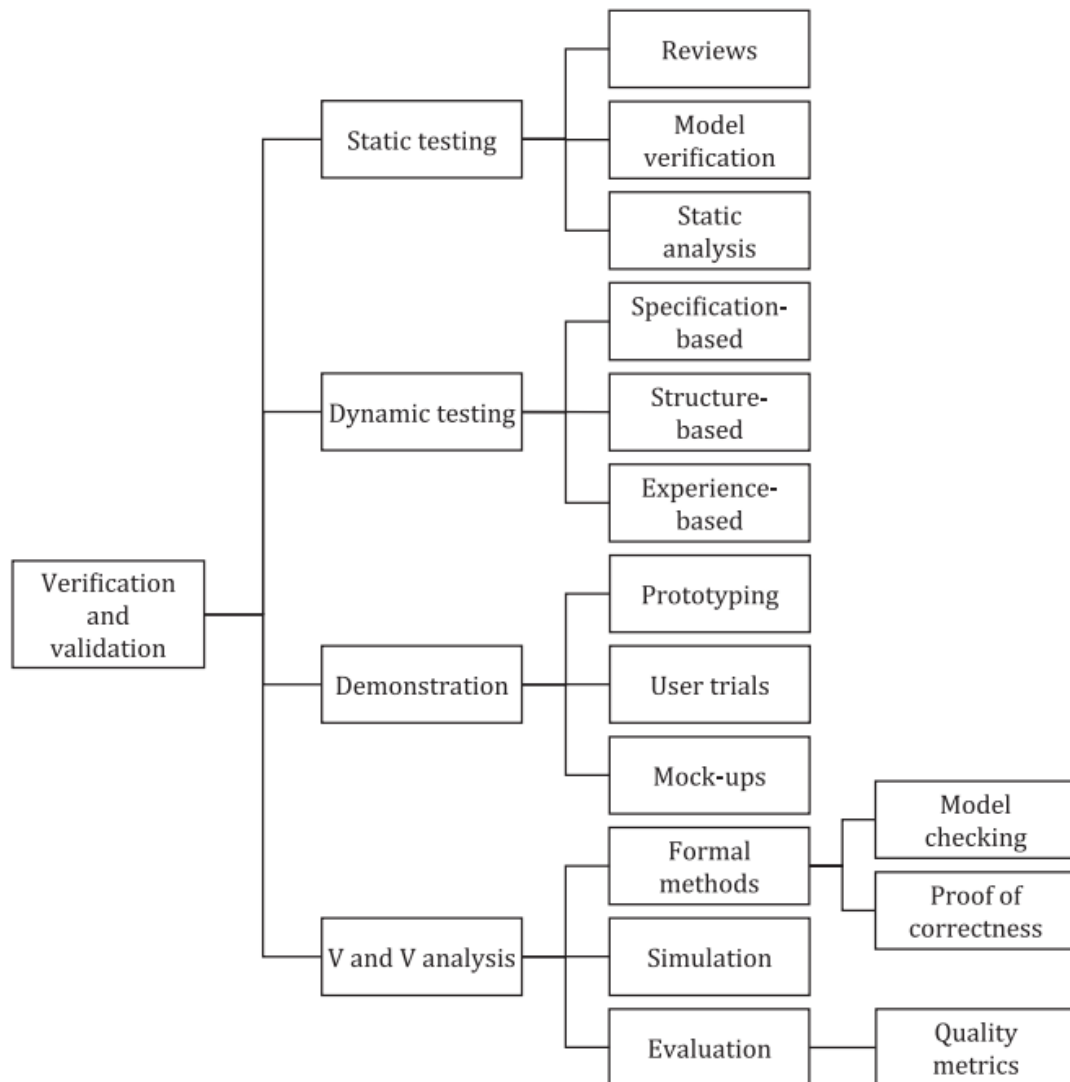 Reviews
Static testing
Model
verification
Static
analysis
Specification-
based
Dynamic testing
Structure-
based
Experience-
based
Verification
and
validation
Prototyping
Demonstration
User trials
Mock-ups
Formal
methods
Model
checking
Proof of
correctness
V and V analysis
Simulation
Evaluation
Quality
metrics